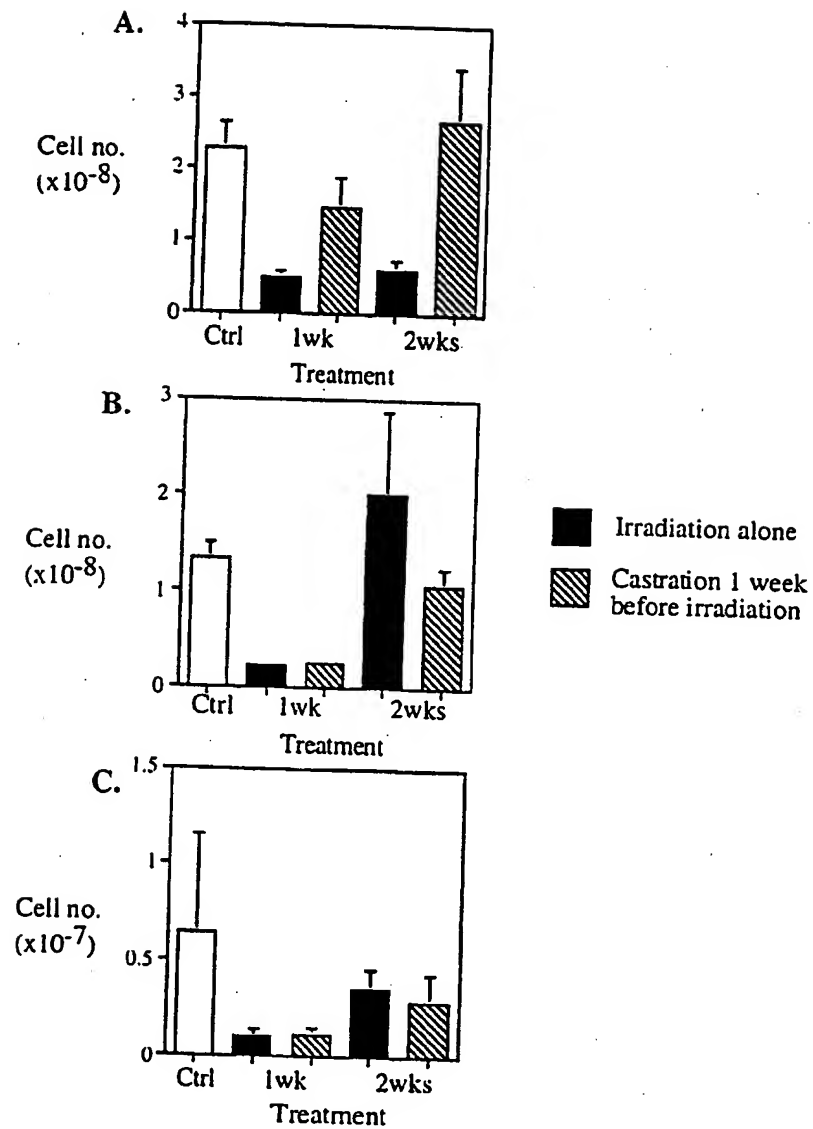 A.
4
3
2
1
0
Cell no.
(x10-8)
Ctrl 1wk 2wks
Treatment
B.
3
2
1
0
Cell no.
(x10-8)
Ctrl 1wk 2wks
Treatment
Irradiation alone
Castration 1 week
before irradiation
C.
1.5
1
0.5
0
Cell no.
(x10-7)
Ctrl 1wk 2wks
Treatment